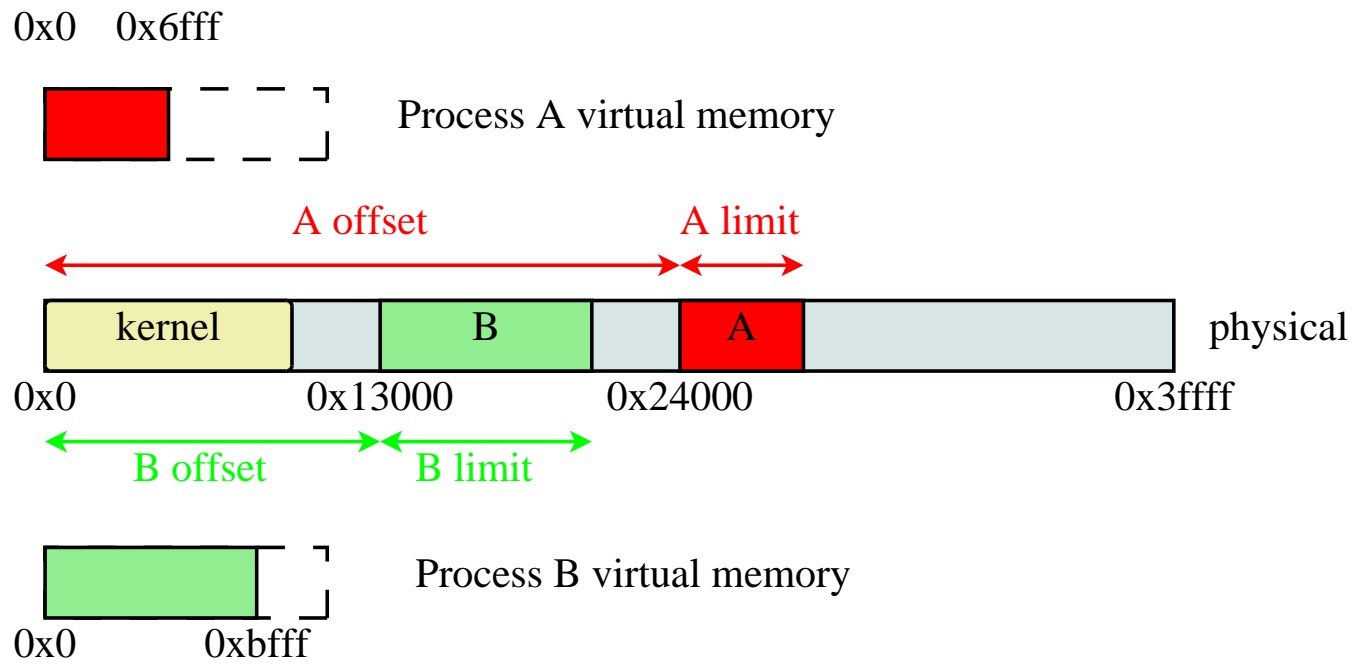 0x0 0x6fff
Process A virtual memory
A offset A limit
kernel B A physical
0x0 0x13000 0x24000 0x3ffff
B offset B limit
Process B virtual memory
0x0 0xbfff